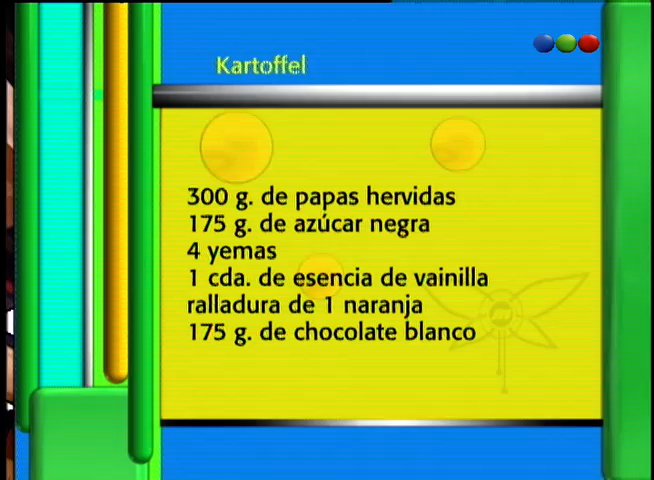 Kartoffel
300 g. de papas hervidas
175 g. de azúcar negra
4 yemas
1 cda. de esencia de vainilla
ralladura de 1 naranja
175 g. de chocolate blanco